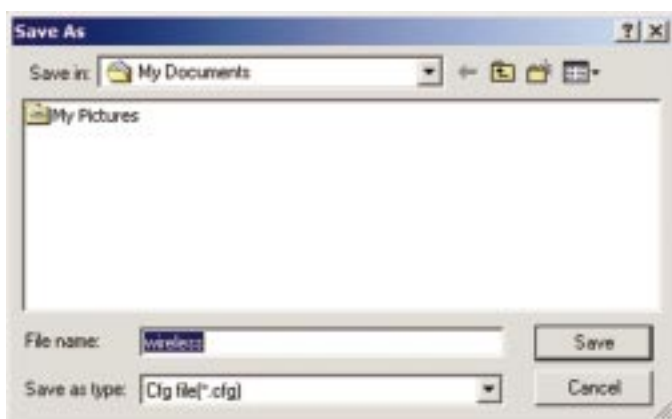 Save As
Save in: My Documents
My Pictures
File name: wireless
Save
Save as type: Cfg file(*.cfg)
Cancel